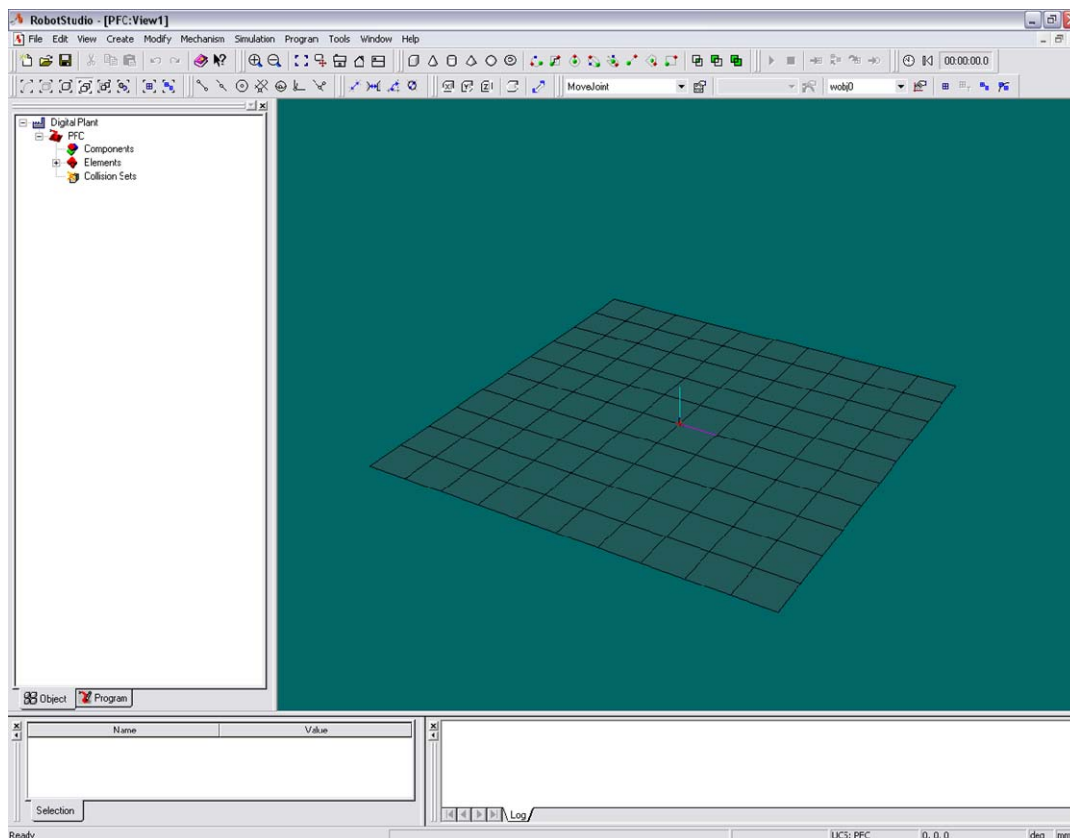 RobotStudio - [PFC:View1]
File Edit View Create Modify Mechanism Simulation Program Tools Window Help
00:00:00.0
MoveJoint wobj0
Digital Plant
PFC
Components
Elements
Collision Sets
Object Program
Name Value
Selection
Log
Ready UCS: PFC 0, 0, 0 deg mm